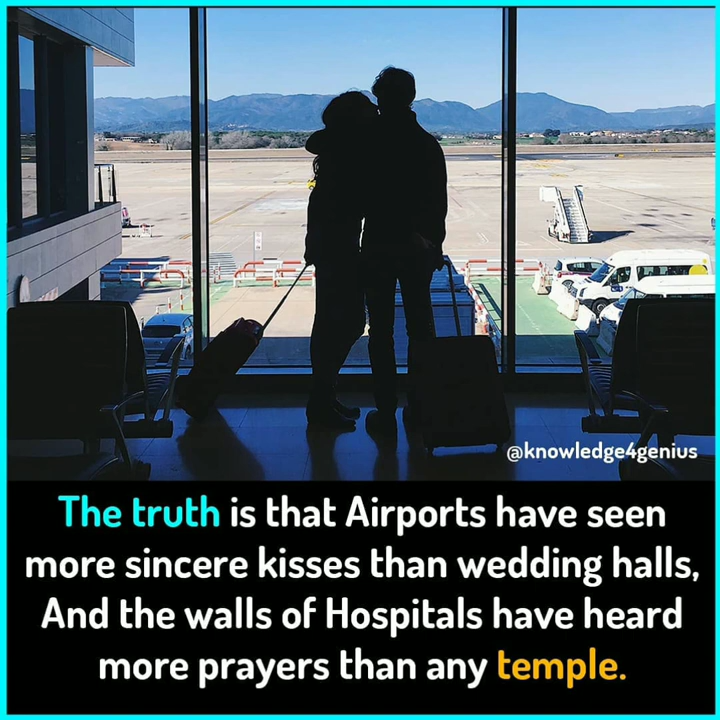 @knowledge4genius
The truth is that Airports have seen
more sincere kisses than wedding halls,
And the walls of Hospitals have heard
more prayers than any temple.